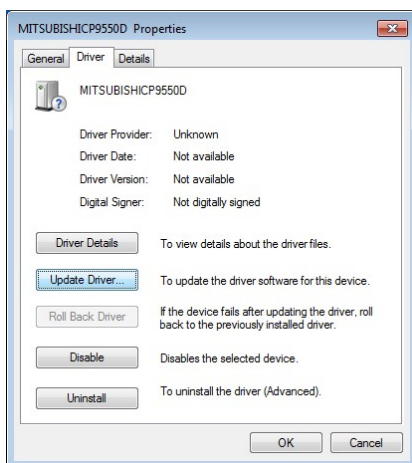 MITSUBISHICP9550D Properties
General Driver Details
MITSUBISHICP9550D
Driver Provider: Unknown
Driver Date: Not available
Driver Version: Not available
Digital Signer: Not digitally signed
Driver Details To view details about the driver files.
Update Driver... To update the driver software for this device.
Roll Back Driver If the device fails after updating the driver, roll
back to the previously installed driver.
Disable Disables the selected device.
Uninstall To uninstall the driver (Advanced).
OK Cancel